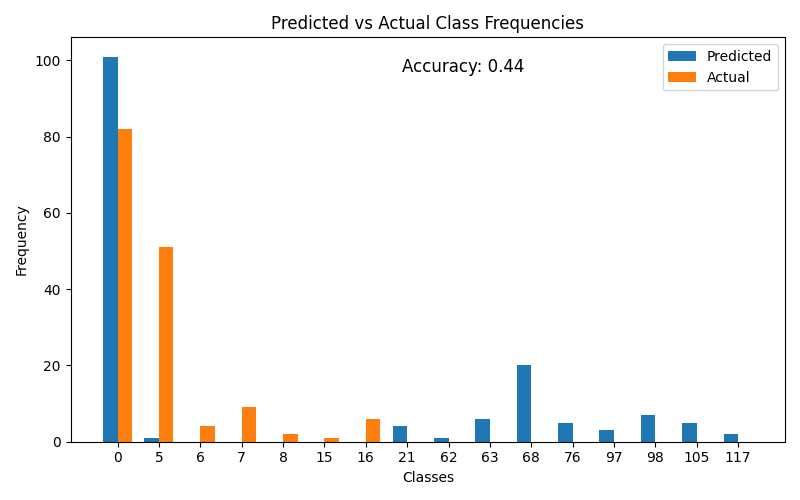 Predicted vs Actual Class Frequencies
Accuracy: 0.44
Predicted
Actual
Frequency
100
80
60
40
20
0
0 5 6 7 8 15 16 21 62 63 68 76 97 98 105 117
Classes